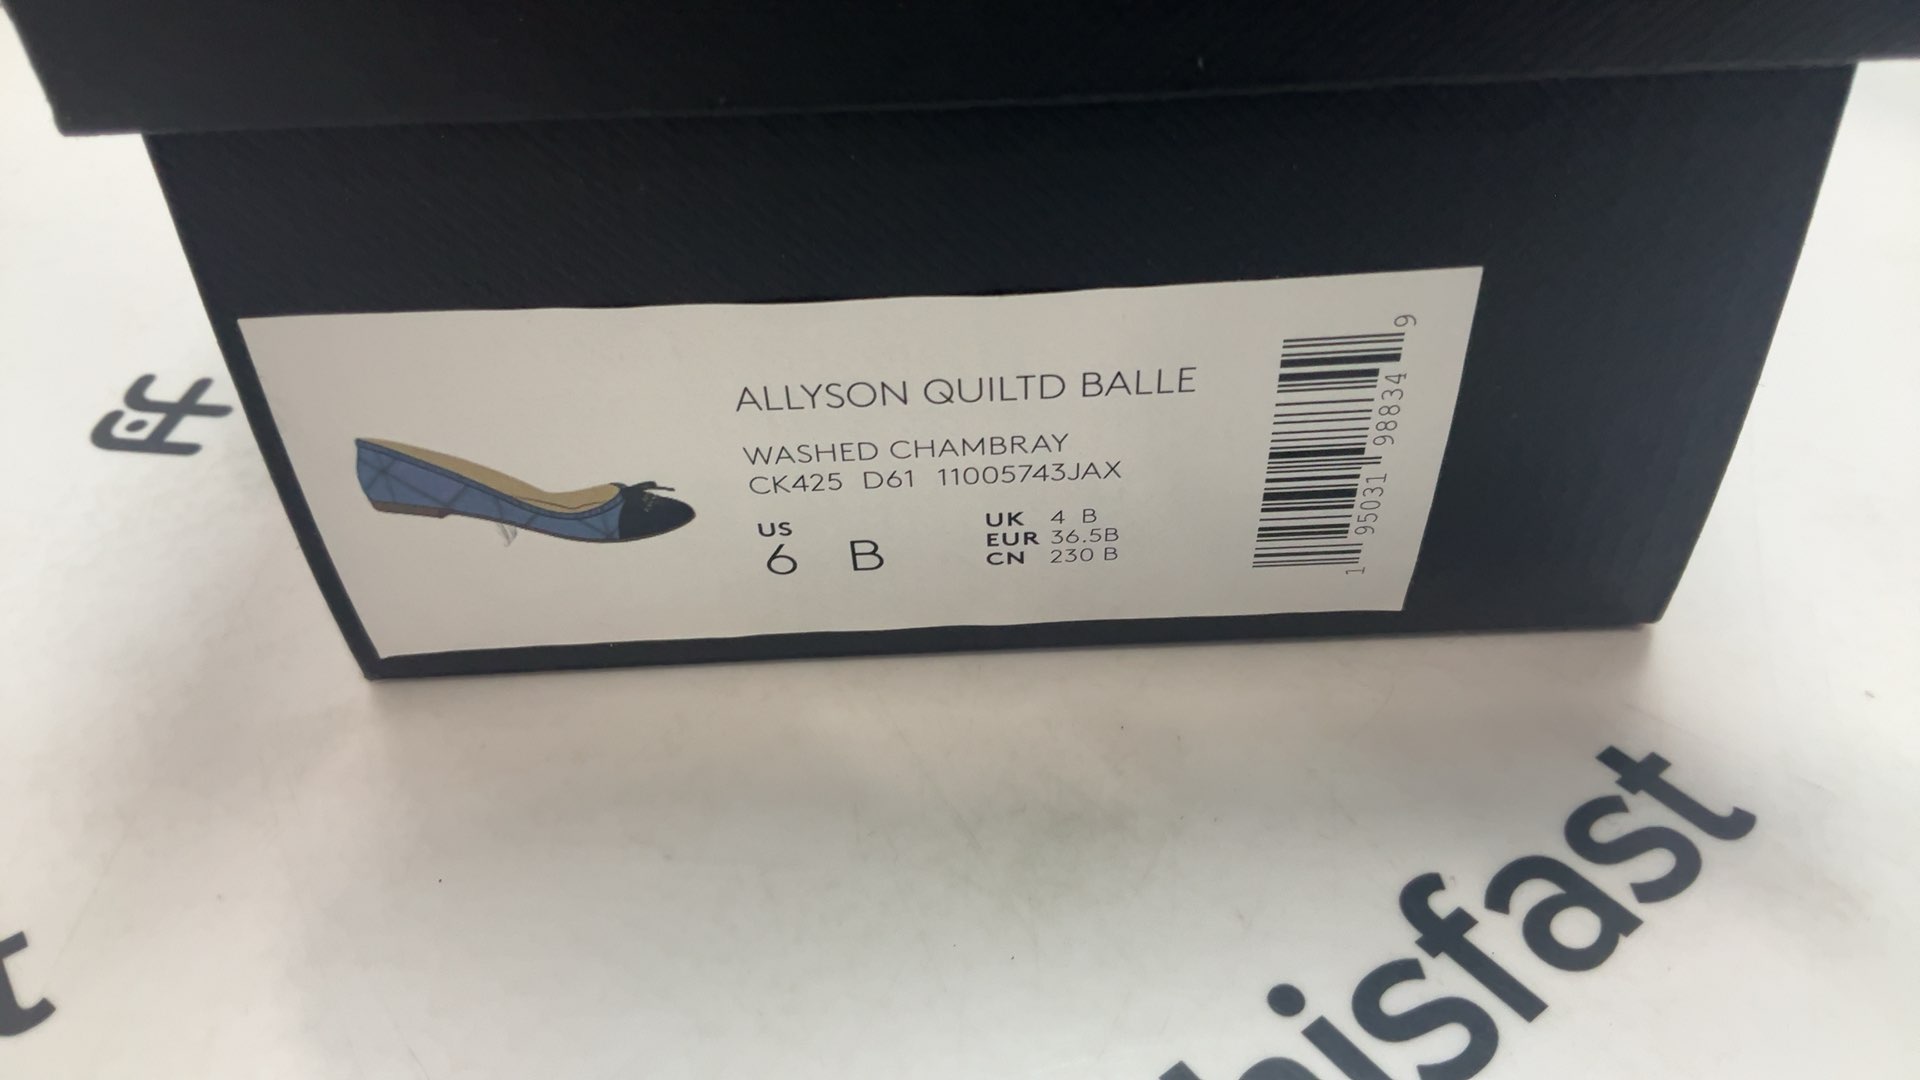 ALLYSON QUILTD BALLE
WASHED CHAMBRAY
CK425 D61 11005743JAX
US
6 B
UK 4 B
EUR 36.5B
CN 230 B
1 95031 98834 9
hisfast
t